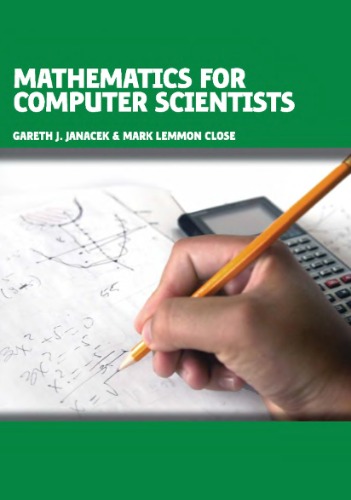 MATHEMATICS FOR
COMPUTER SCIENTISTS
GARETH J. JANACEK & MARK LEMMON CLOSE